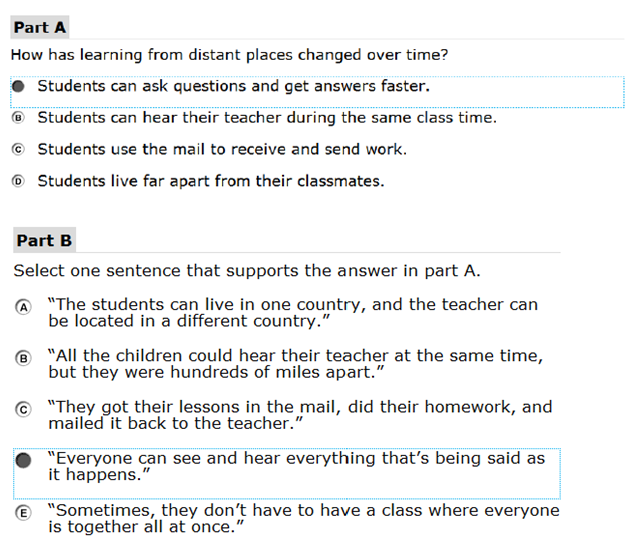 Part A
How has learning from distant places changed over time?
Students can ask questions and get answers faster.
B Students can hear their teacher during the same class time.
C Students use the mail to receive and send work.
D Students live far apart from their classmates.
Part B
Select one sentence that supports the answer in part A.
A "The students can live in one country, and the teacher can
be located in a different country."
B "All the children could hear their teacher at the same time,
but they were hundreds of miles apart."
C "They got their lessons in the mail, did their homework, and
mailed it back to the teacher."
"Everyone can see and hear everything that's being said as
it happens."
E "Sometimes, they don't have to have a class where everyone
is together all at once."